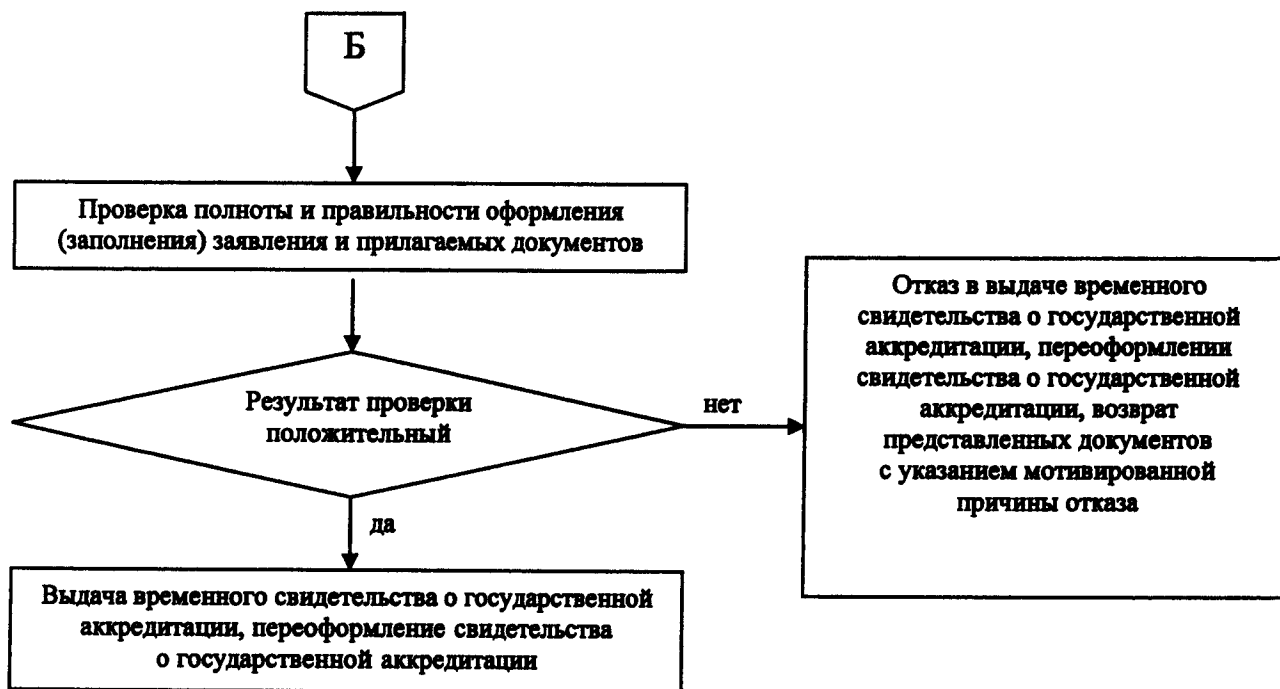 Б
Проверка полноты и правильности оформления
(заполнения) заявления и прилагаемых документов
Результат проверки
положительный
нет
Отказ в выдаче временного
свидетельства о государственной
аккредитации, переоформлении
свидетельства о государственной
аккредитации, возврат
представленных документов
с указанием мотивированной
причины отказа
да
Выдача временного свидетельства о государственной
аккредитации, переоформление свидетельства
о государственной аккредитации